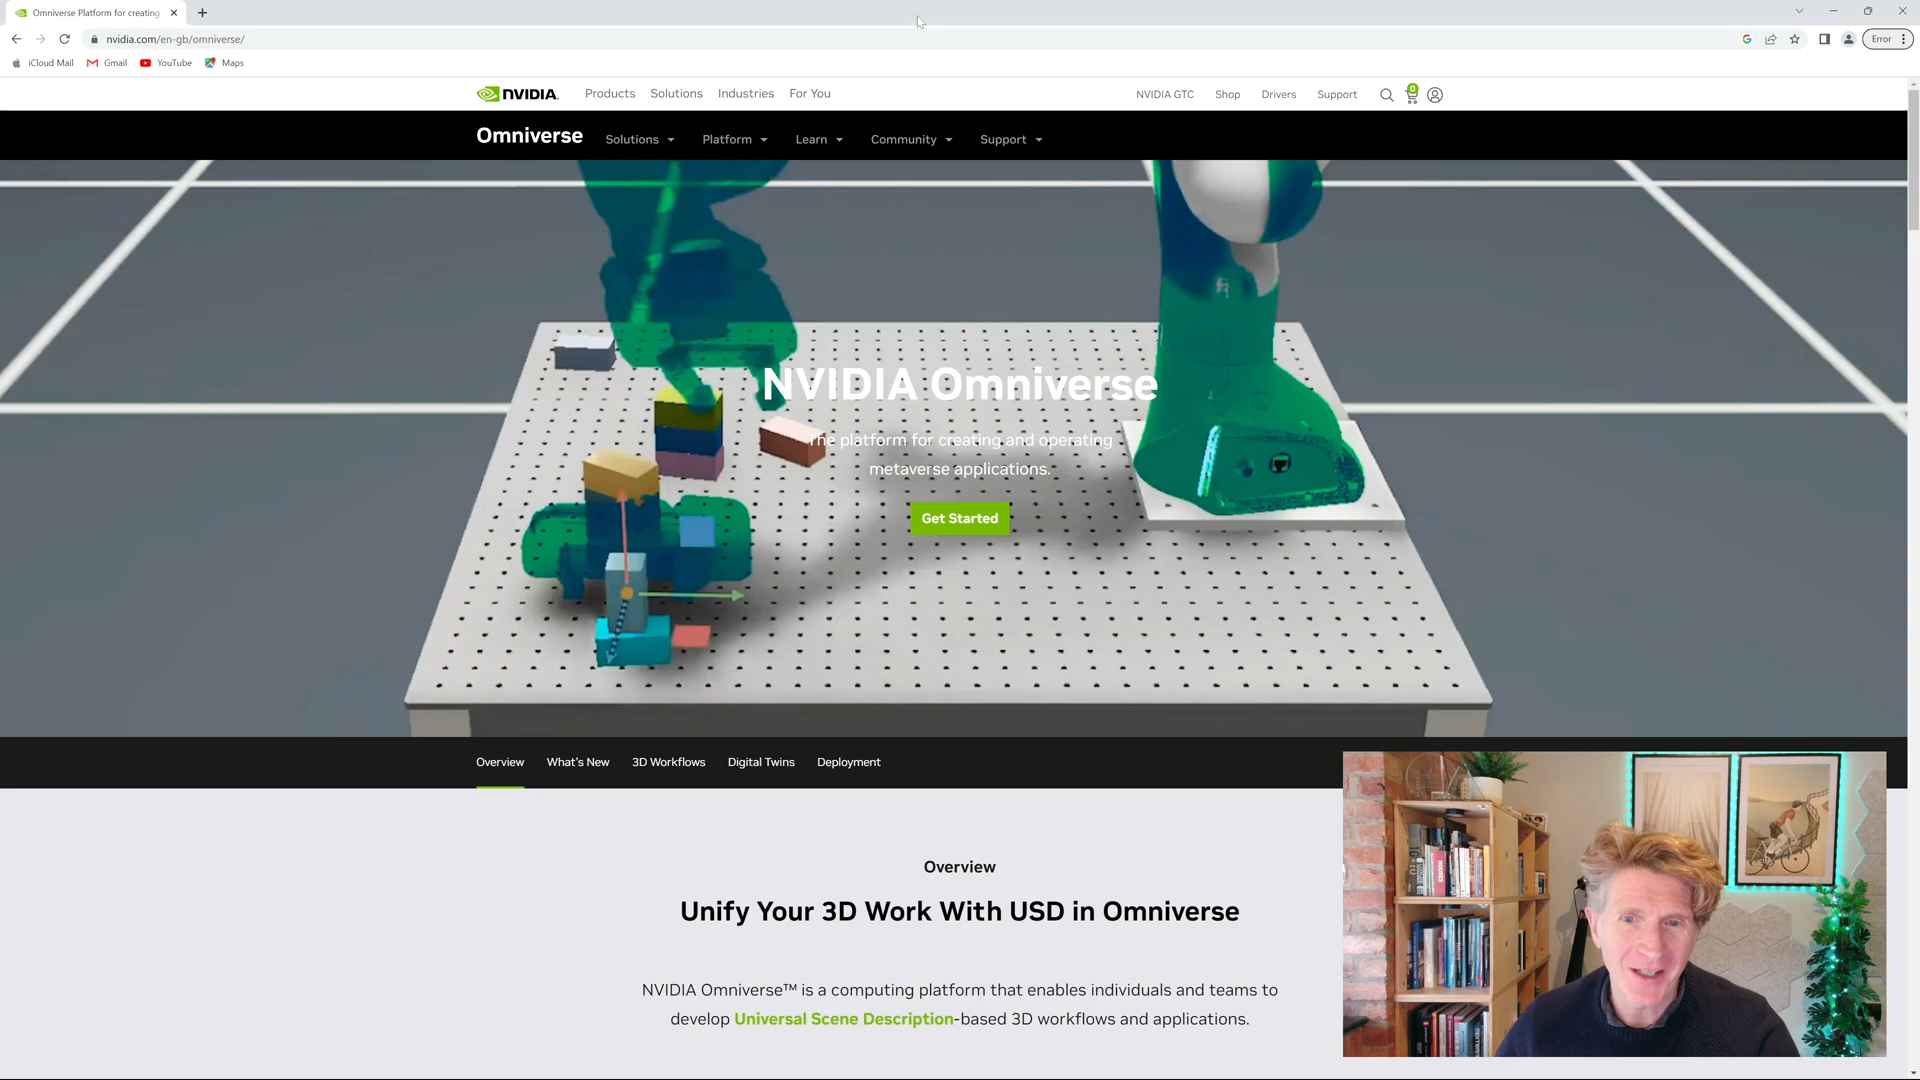 Omniverse Platform for creating
nvidia.com/en-gb/omniverse/
Error
iCloud Mail
Gmail
YouTube
Maps
NVIDIA.
Products
Solutions
Industries
For You
NVIDIA GTC
Shop
Drivers
Support
0
Omniverse
Solutions
Platform
Learn
Community
Support
NVIDIA Omniverse
The platform for creating and operating
metaverse applications.
Get Started
Overview
What's New
3D Workflows
Digital Twins
Deployment
Overview
Unify Your 3D Work With USD in Omniverse
NVIDIA Omniverse™ is a computing platform that enables individuals and teams to
develop Universal Scene Description-based 3D workflows and applications.